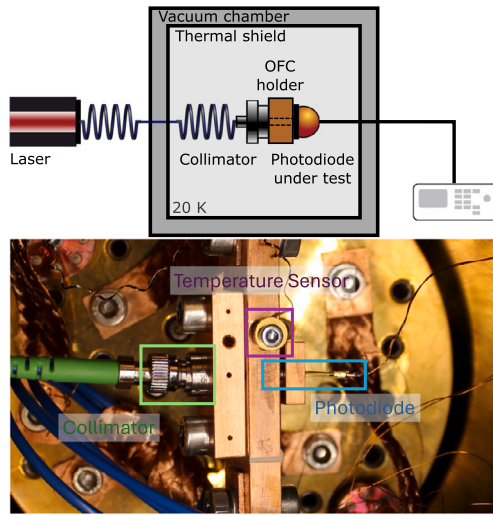 Vacuum chamber
Thermal shield
OFC
holder
Laser
Collimator
Photodiode
under test
20 K
Temperature Sensor
Collimator
Photodiode